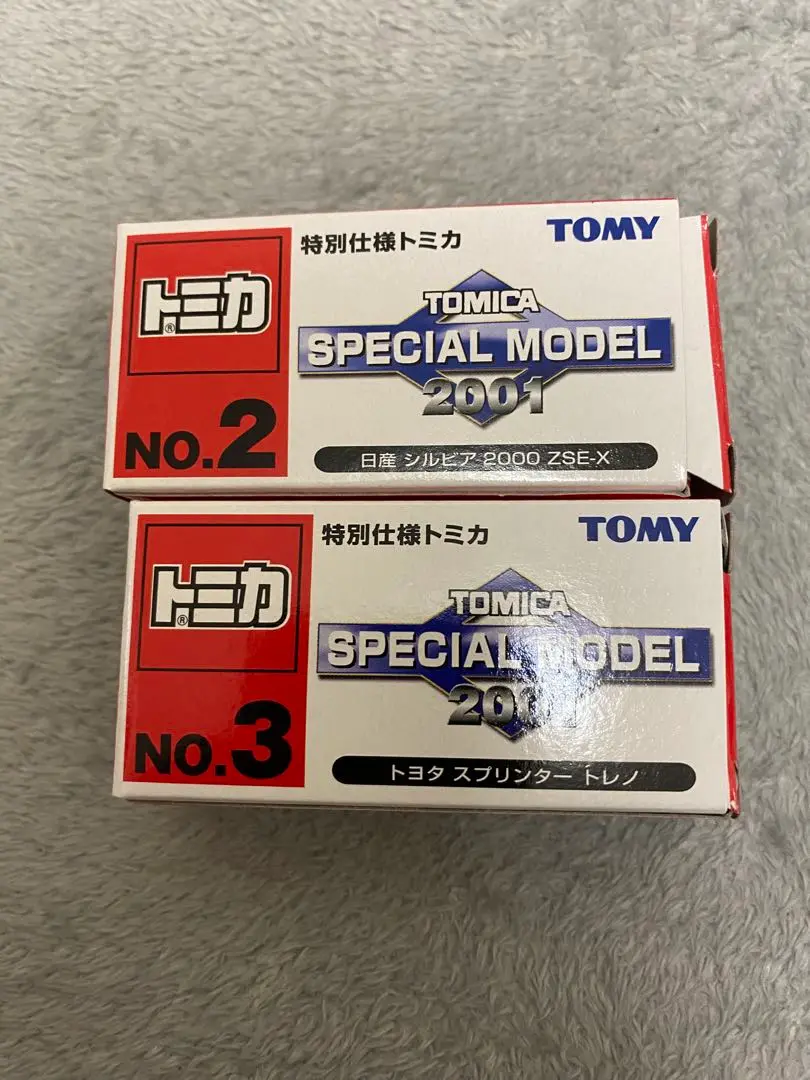 特別仕様トミカ
TOMY
トミカ®
TOMICA
SPECIAL MODEL
2001
NO.2
日産 シルビア 2000 ZSE-X
特別仕様トミカ
TOMY
トミカ®
TOMICA
SPECIAL MODEL
2001
NO.3
トヨタ スプリンター トレノ